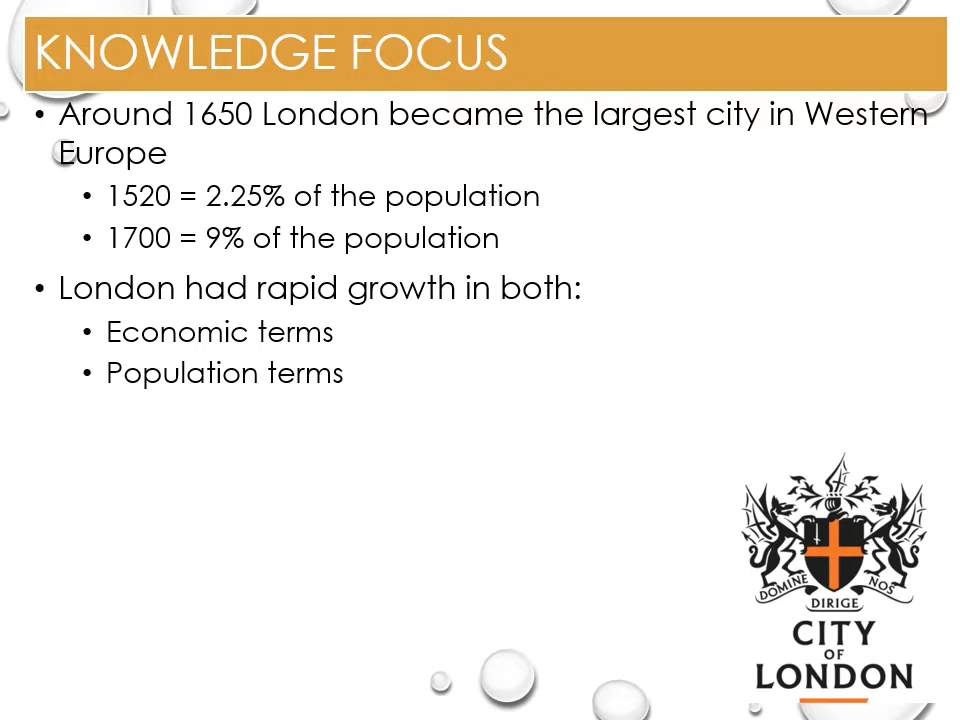 KNOWLEDGE FOCUS
• Around 1650 London became the largest city in Western
Europe
• 1520 = 2.25% of the population
• 1700 = 9% of the population
• London had rapid growth in both:
• Economic terms
• Population terms
DOMINE DIRIGE NOS
CITY
OF
LONDON